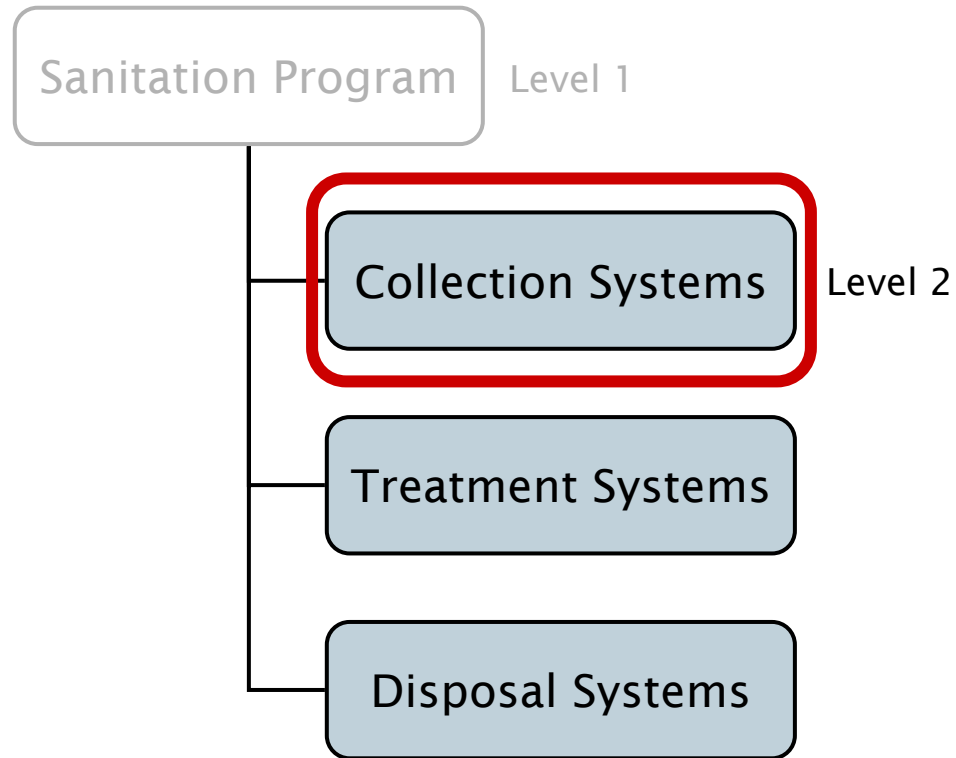 Sanitation Program
Level 1
Collection Systems
Level 2
Treatment Systems
Disposal Systems